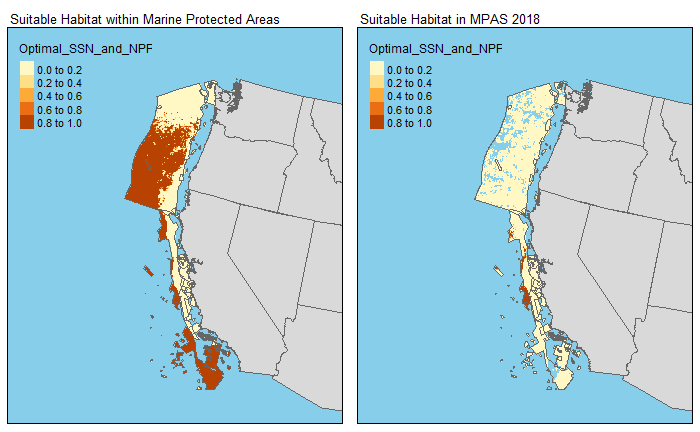 Suitable Habitat within Marine Protected Areas
Optimal_SSN_and_NPF
0.0 to 0.2
0.2 to 0.4
0.4 to 0.6
0.6 to 0.8
0.8 to 1.0
Suitable Habitat in MPAS 2018
Optimal_SSN_and_NPF
0.0 to 0.2
0.2 to 0.4
0.4 to 0.6
0.6 to 0.8
0.8 to 1.0